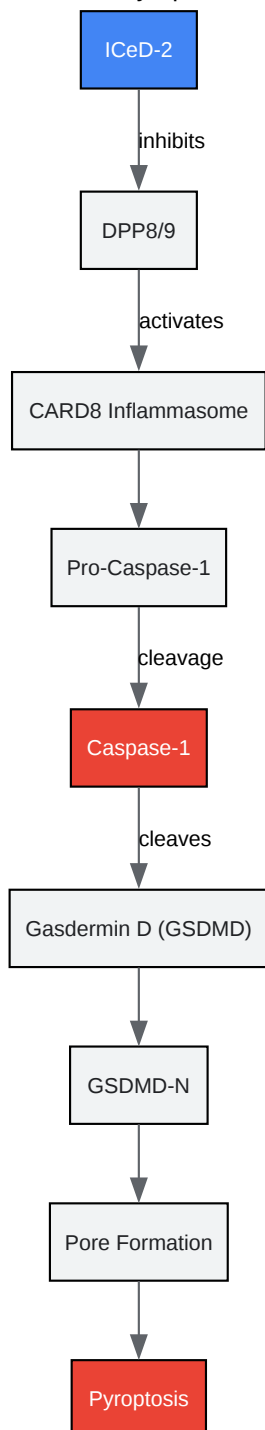 ICeD-2
inhibits
DPP8/9
activates
CARD8 Inflammasome
Pro-Caspase-1
cleavage
Caspase-1
cleaves
Gasdermin D (GSDMD)
GSDMD-N
Pore Formation
Pyroptosis